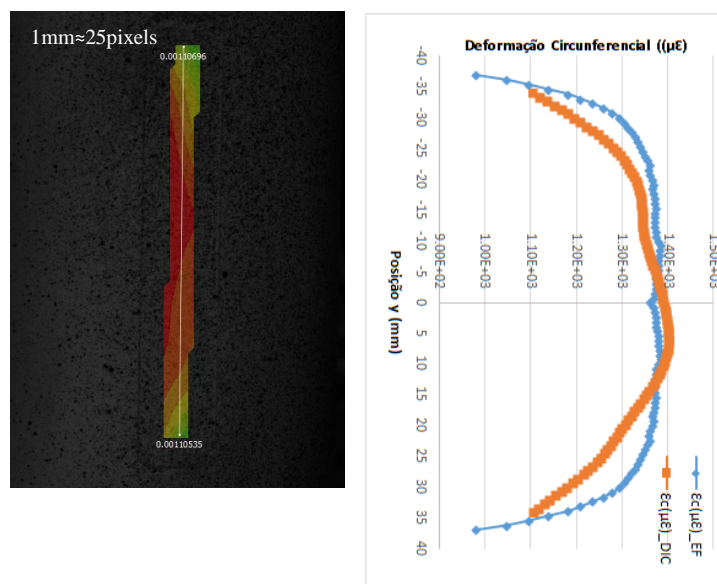 1mm≈25pixels
0.00110696
0.00110535
Deformação Circunferencial ((με)
-40
-35
-30
-25
-20
-15
-10
-5
0
5
10
15
20
25
30
35
40
9.00E+02
1.00E+03
1.10E+03
1.20E+03
1.30E+03
1.40E+03
1.50E+03
Posição y (mm)
εc(με)_EF
εc(με)_DIC